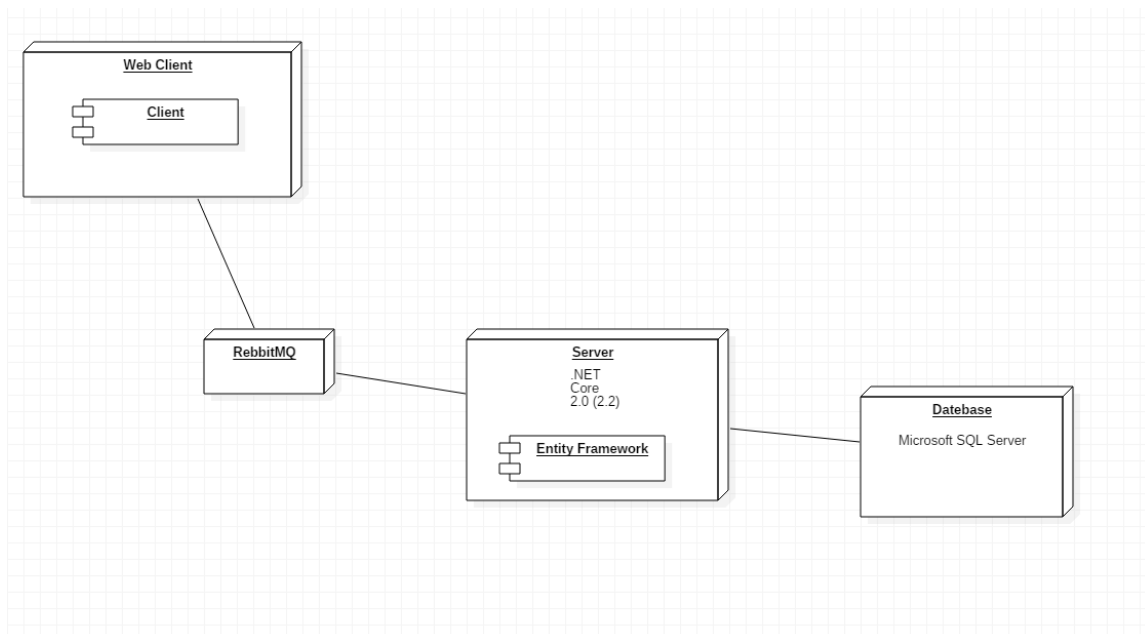 Web Client
Client
RebbitMQ
Server
.NET
Core
2.0 (2.2)
Entity Framework
Datebase
Microsoft SQL Server